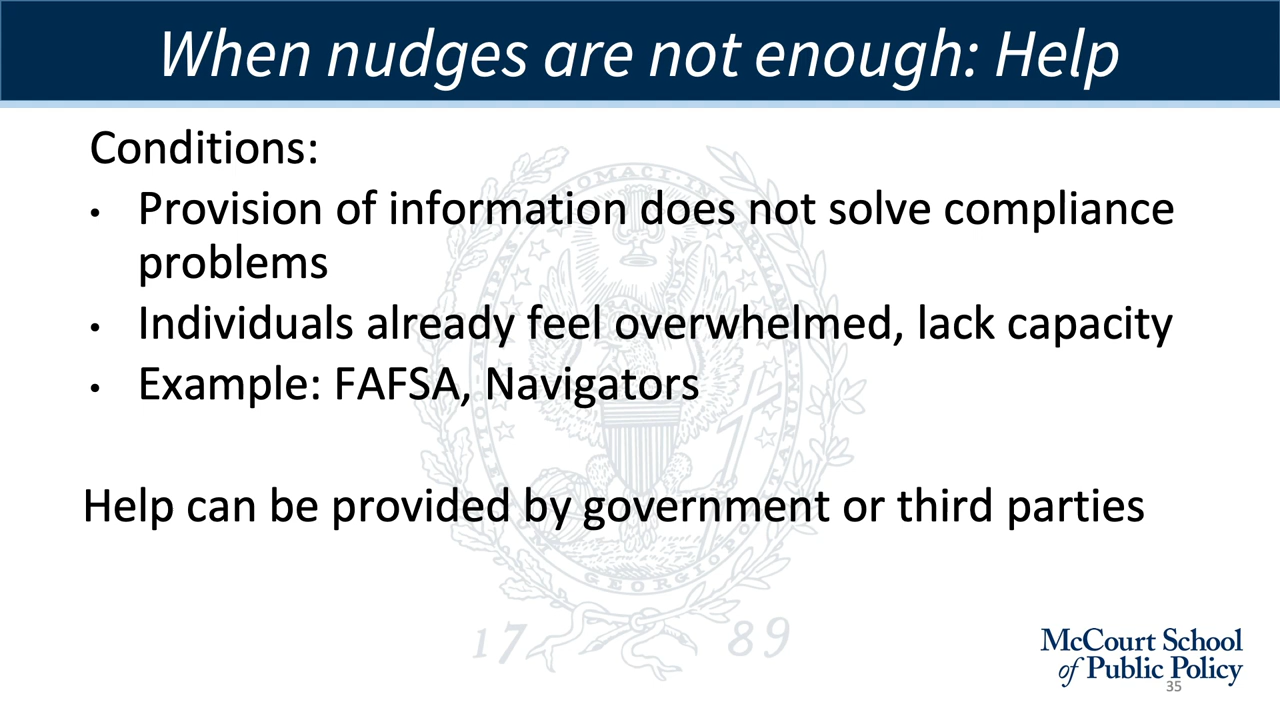 When nudges are not enough: Help
Conditions:
• Provision of information does not solve compliance
problems
• Individuals already feel overwhelmed, lack capacity
• Example: FAFSA, Navigators
Help can be provided by government or third parties
17 89
McCourt School
of Public Policy
35